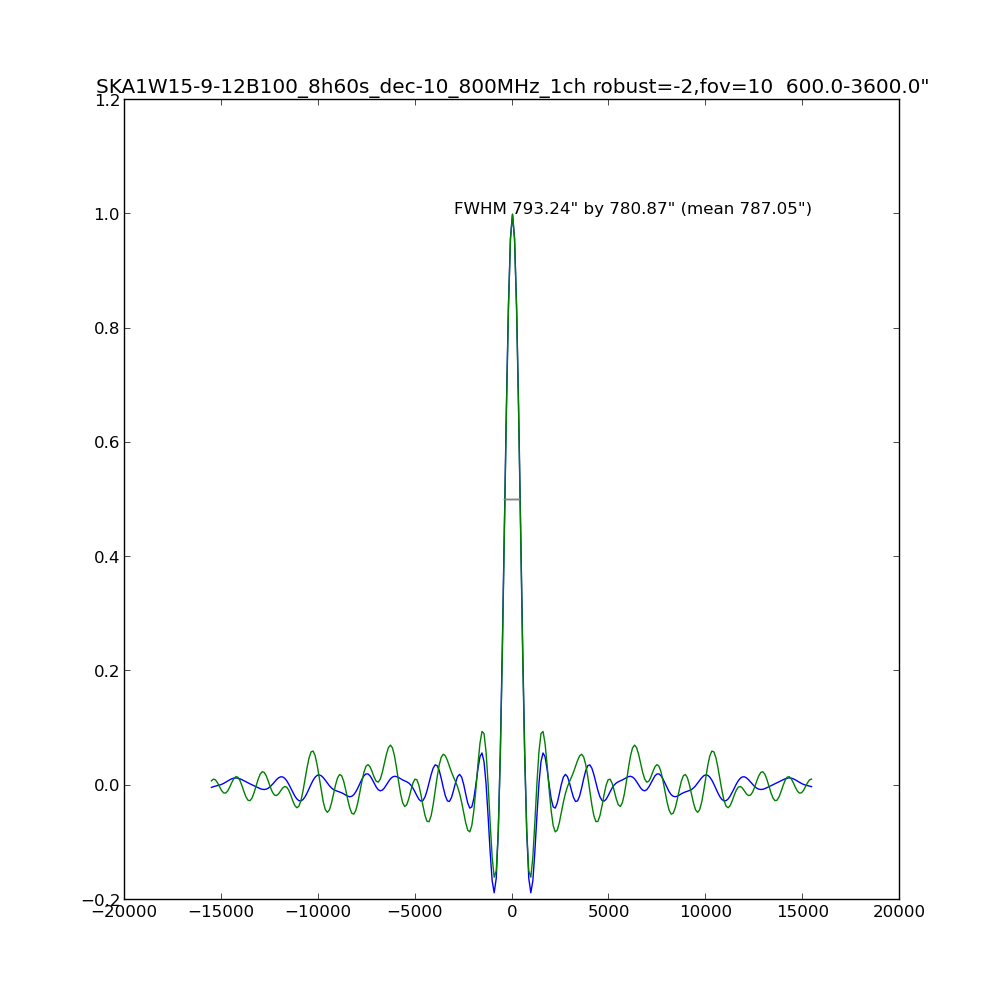 SKA1W15-9-12B100_8h60s_dec-10_800MHz_1ch robust=-2,fov=10  600.0-3600.0"
1.2
FWHM 793.24" by 780.87" (mean 787.05")
1.0
0.8
0.6
0.4
0.2
0.0
−0.2
−20000 −15000 −10000 −5000 0 5000 10000 15000 20000